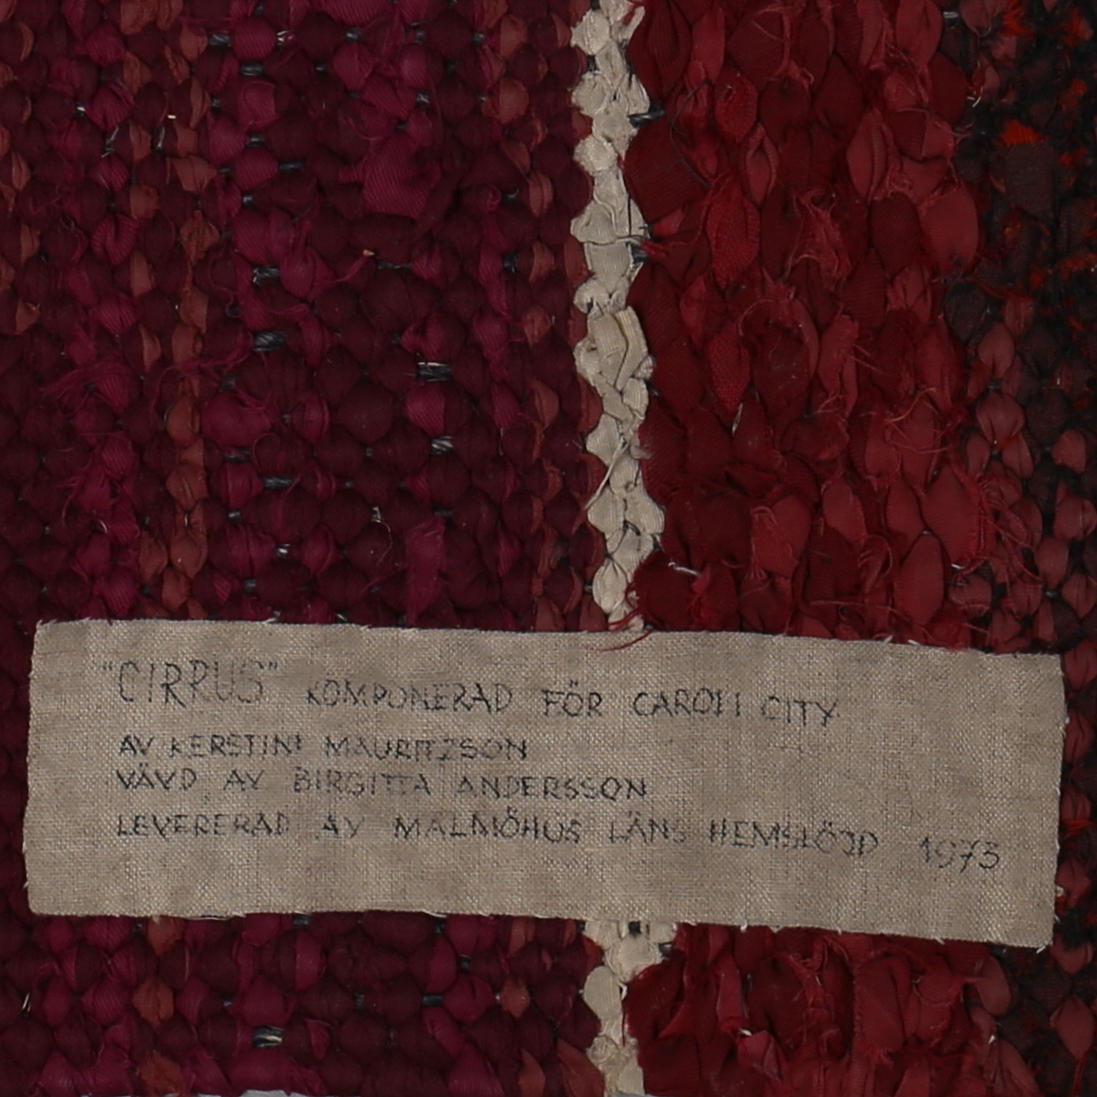 "CIRRUS" KOMPONERAD FÖR CAROLI CITY
AV KERSTIN MAURITZSON
VÄVD AV BIRGITTA ANDERSSON
LEVERERAD AV MALMÖHUS LÄNS HEMSLÖJD 1973